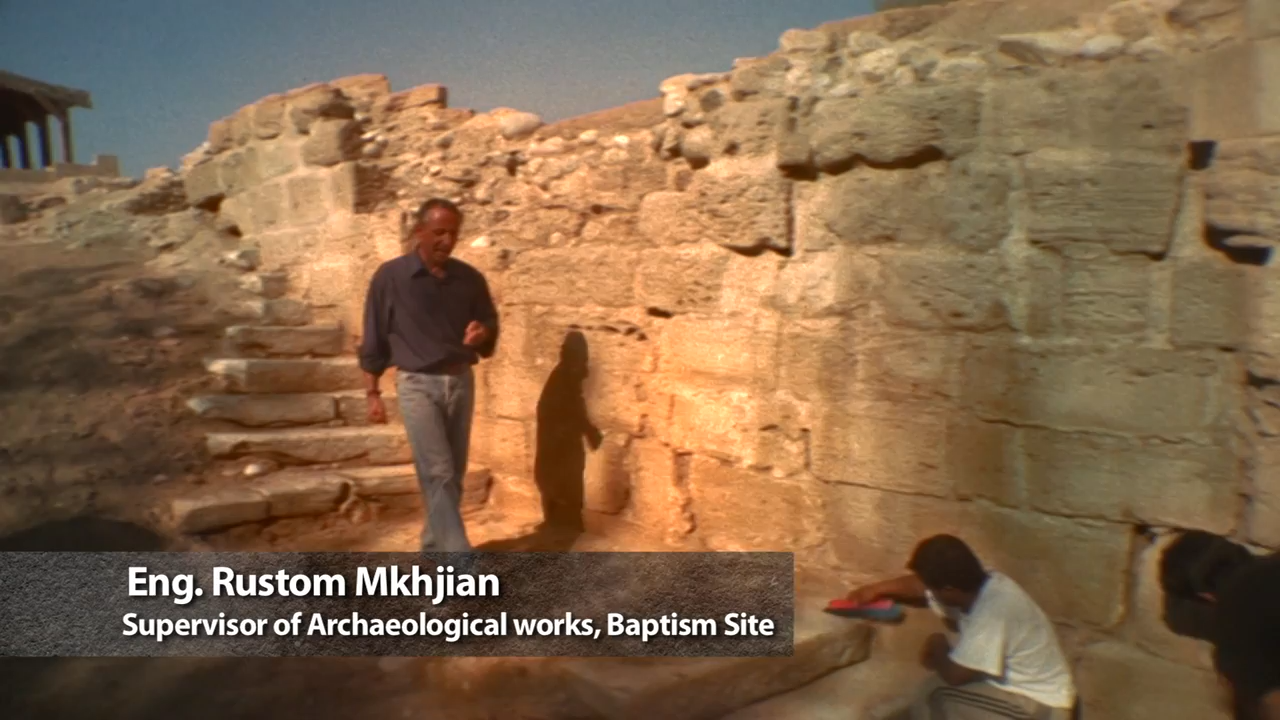 Eng. Rustom Mkhjian
Supervisor of Archaeological works, Baptism Site